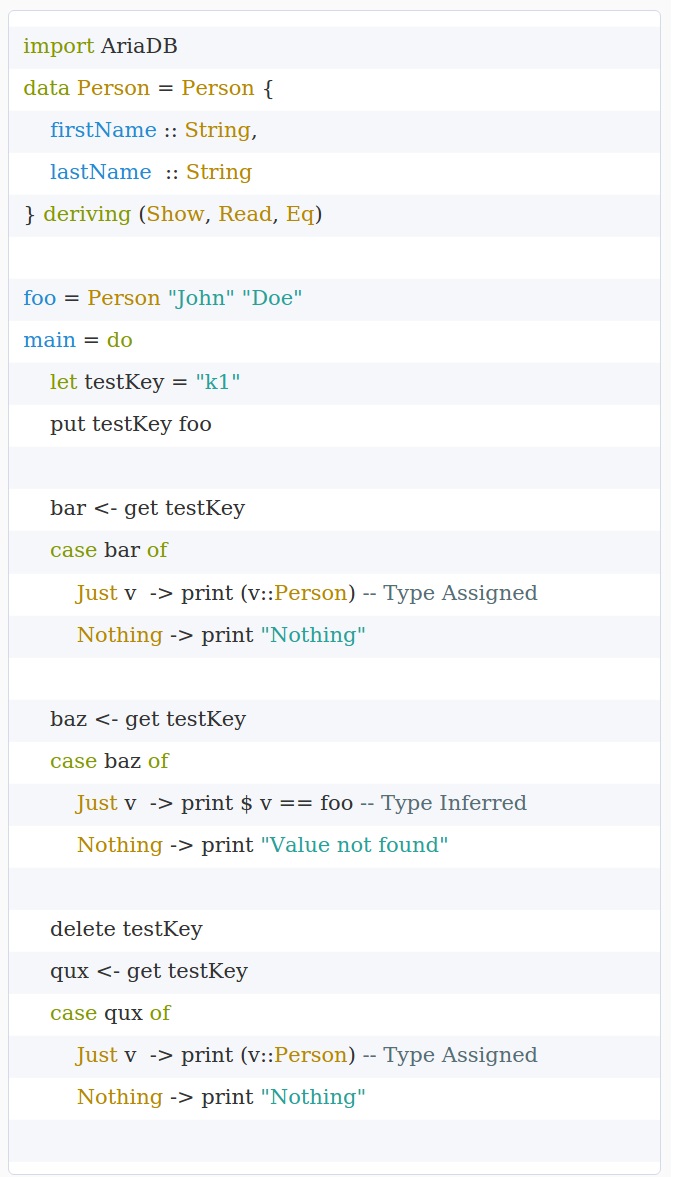 import AriaDB
data Person = Person {
firstName :: String,
lastName  :: String
} deriving (Show, Read, Eq)
foo = Person "John" "Doe"
main = do
let testKey = "k1"
put testKey foo
bar <- get testKey
case bar of
Just v  -> print (v::Person) -- Type Assigned
Nothing -> print "Nothing"
baz <- get testKey
case baz of
Just v  -> print $ v == foo -- Type Inferred
Nothing -> print "Value not found"
delete testKey
qux <- get testKey
case qux of
Just v  -> print (v::Person) -- Type Assigned
Nothing -> print "Nothing"